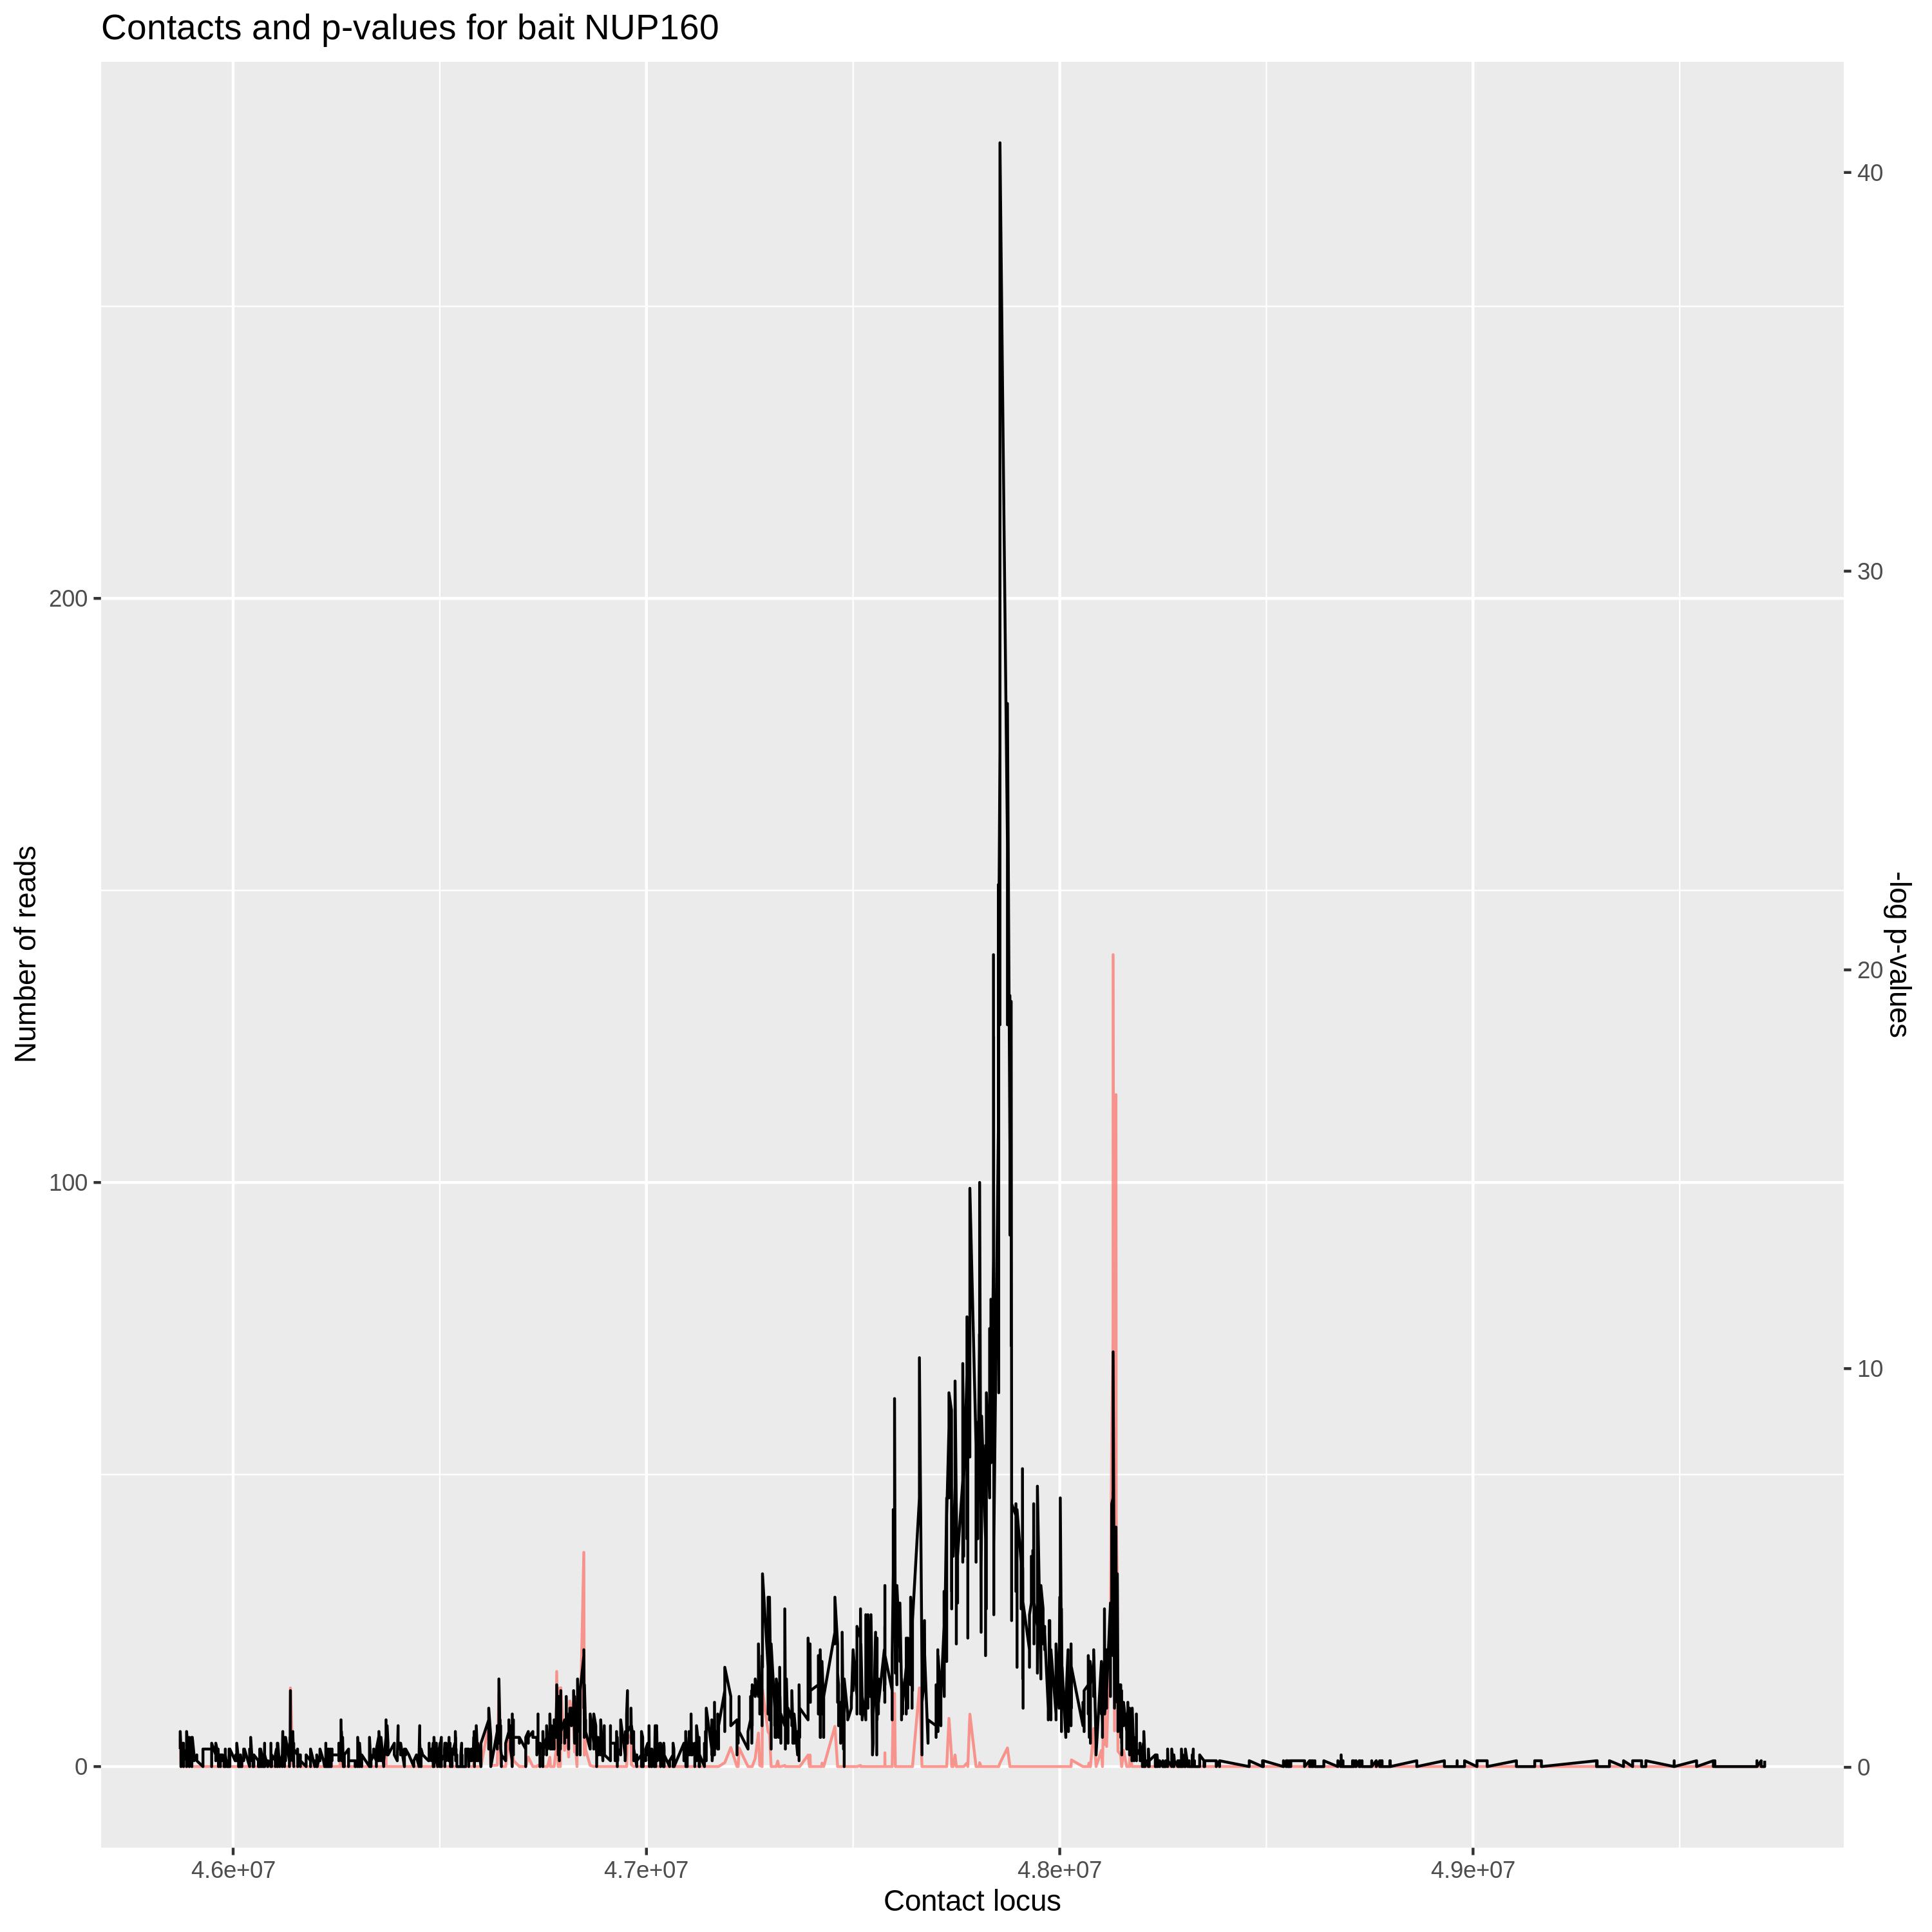 Contacts and p-values for bait NUP160
Number of reads
200
100
0
40
30
20
10
0
-log p-values
4.6e+07
4.7e+07
4.8e+07
4.9e+07
Contact locus